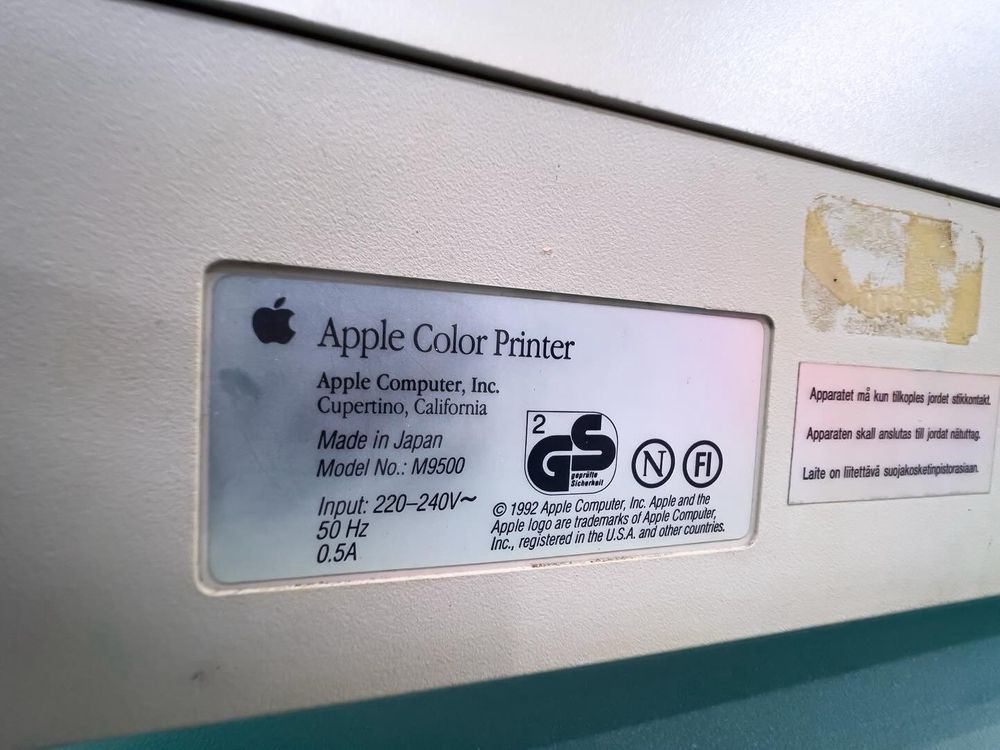 Apple Color Printer
Apple Computer, Inc.
Cupertino, California
Made in Japan
Model No.: M9500
Input: 220–240V~
50 Hz
0.5A
2
GS
geprüfte
Sicherheit
N
FI
© 1992 Apple Computer, Inc. Apple and the
Apple logo are trademarks of Apple Computer,
Inc., registered in the U.S.A. and other countries.
Apparatet må kun tilkoples jordet stikkontakt.
Apparaten skall anslutas till jordat nätuttag.
Laite on liitettävä suojakosketinpistorasiaan.